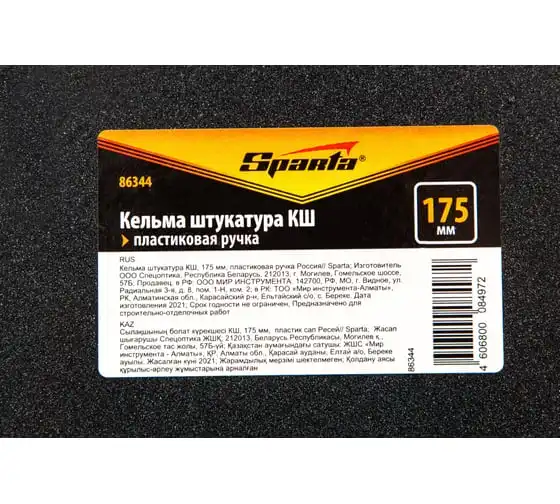 Sparta®
86344
Кельма штукатура КШ
пластиковая ручка
175
мм
RUS
Кельма штукатура КШ, 175 мм, пластиковая ручка Россия// Sparta; Изготовитель
ООО Спецоптика. Республика Беларусь, 212013, г. Могилев, Гомельское шоссе,
57Б. Продавец в РФ: ООО МИР ИНСТРУМЕНТА 142700, РФ, МО, г. Видное, ул.
Радиальная 3-я, д. 8, пом. 1-Н, ком. 2, в РК: ТОО «Мир инструмента-Алматы»,
РК, Алматинская обл., Карасайский р-н, Ельтайский с/о, с. Береке. Дата
изготовления 2021; Срок годности не ограничен. Предназначено для
строительно-отделочных работ
KAZ
Сылақшының болат күрекшесі КШ, 175 мм, пластик сап Ресей// Sparta; Жасап
шығарушы Спецоптика ЖШҚ, 212013, Беларусь Республикасы, Могилев қ.,
Гомельское тас жолы, 57Б-үй; Қазақстан аумағындағы сатушы: ЖШС «Мир
инструмента - Алматы»; ҚР, Алматы обл., Қарасай ауданы, Елтай а/о, Береке
ауылы. Жасалған күні 2021; Жарамдылық мерзімі шектелмеген; Қолдану аясы
құрылыс-әрлеу жұмыстарына арналған
86344
4 606800 084972